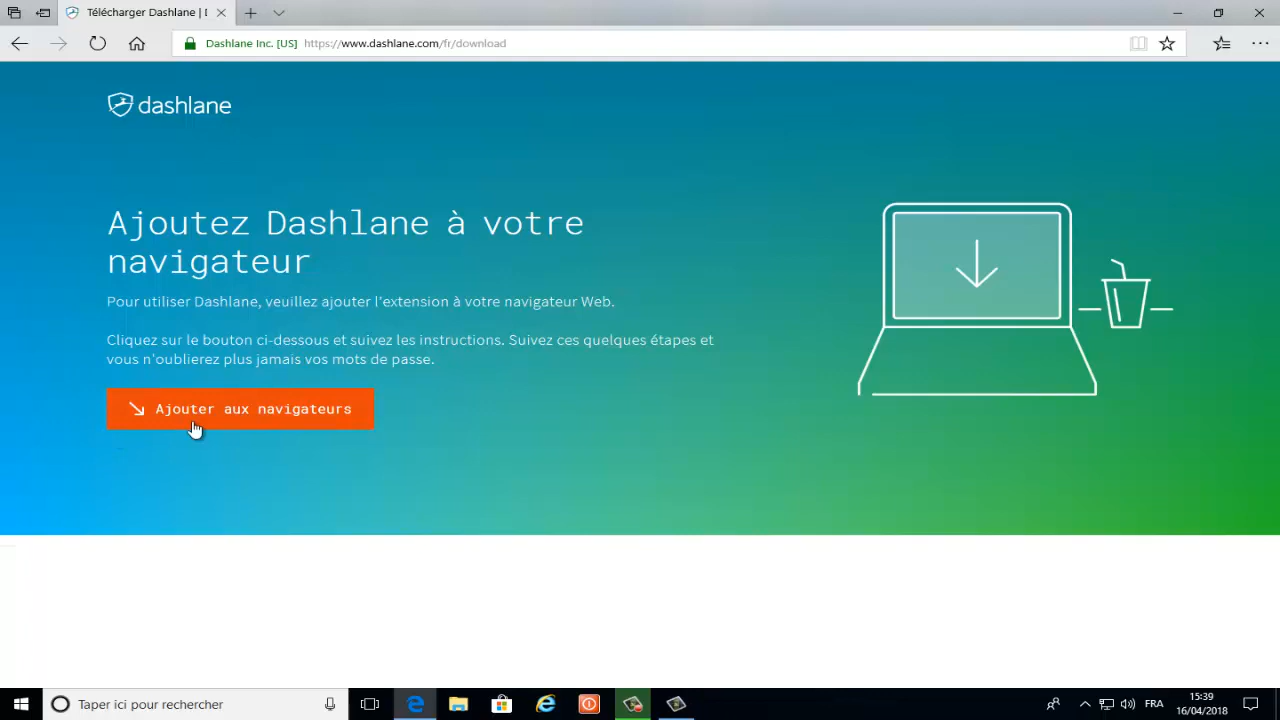 Télécharger Dashlane | D
Dashlane Inc. [US] https://www.dashlane.com/fr/download
dashlane
Ajoutez Dashlane à votre
navigateur
Pour utiliser Dashlane, veuillez ajouter l'extension à votre navigateur Web.
Cliquez sur le bouton ci-dessous et suivez les instructions. Suivez ces quelques étapes et
vous n'oublierez plus jamais vos mots de passe.
Ajouter aux navigateurs
Taper ici pour rechercher
FRA
15:39
16/04/2018